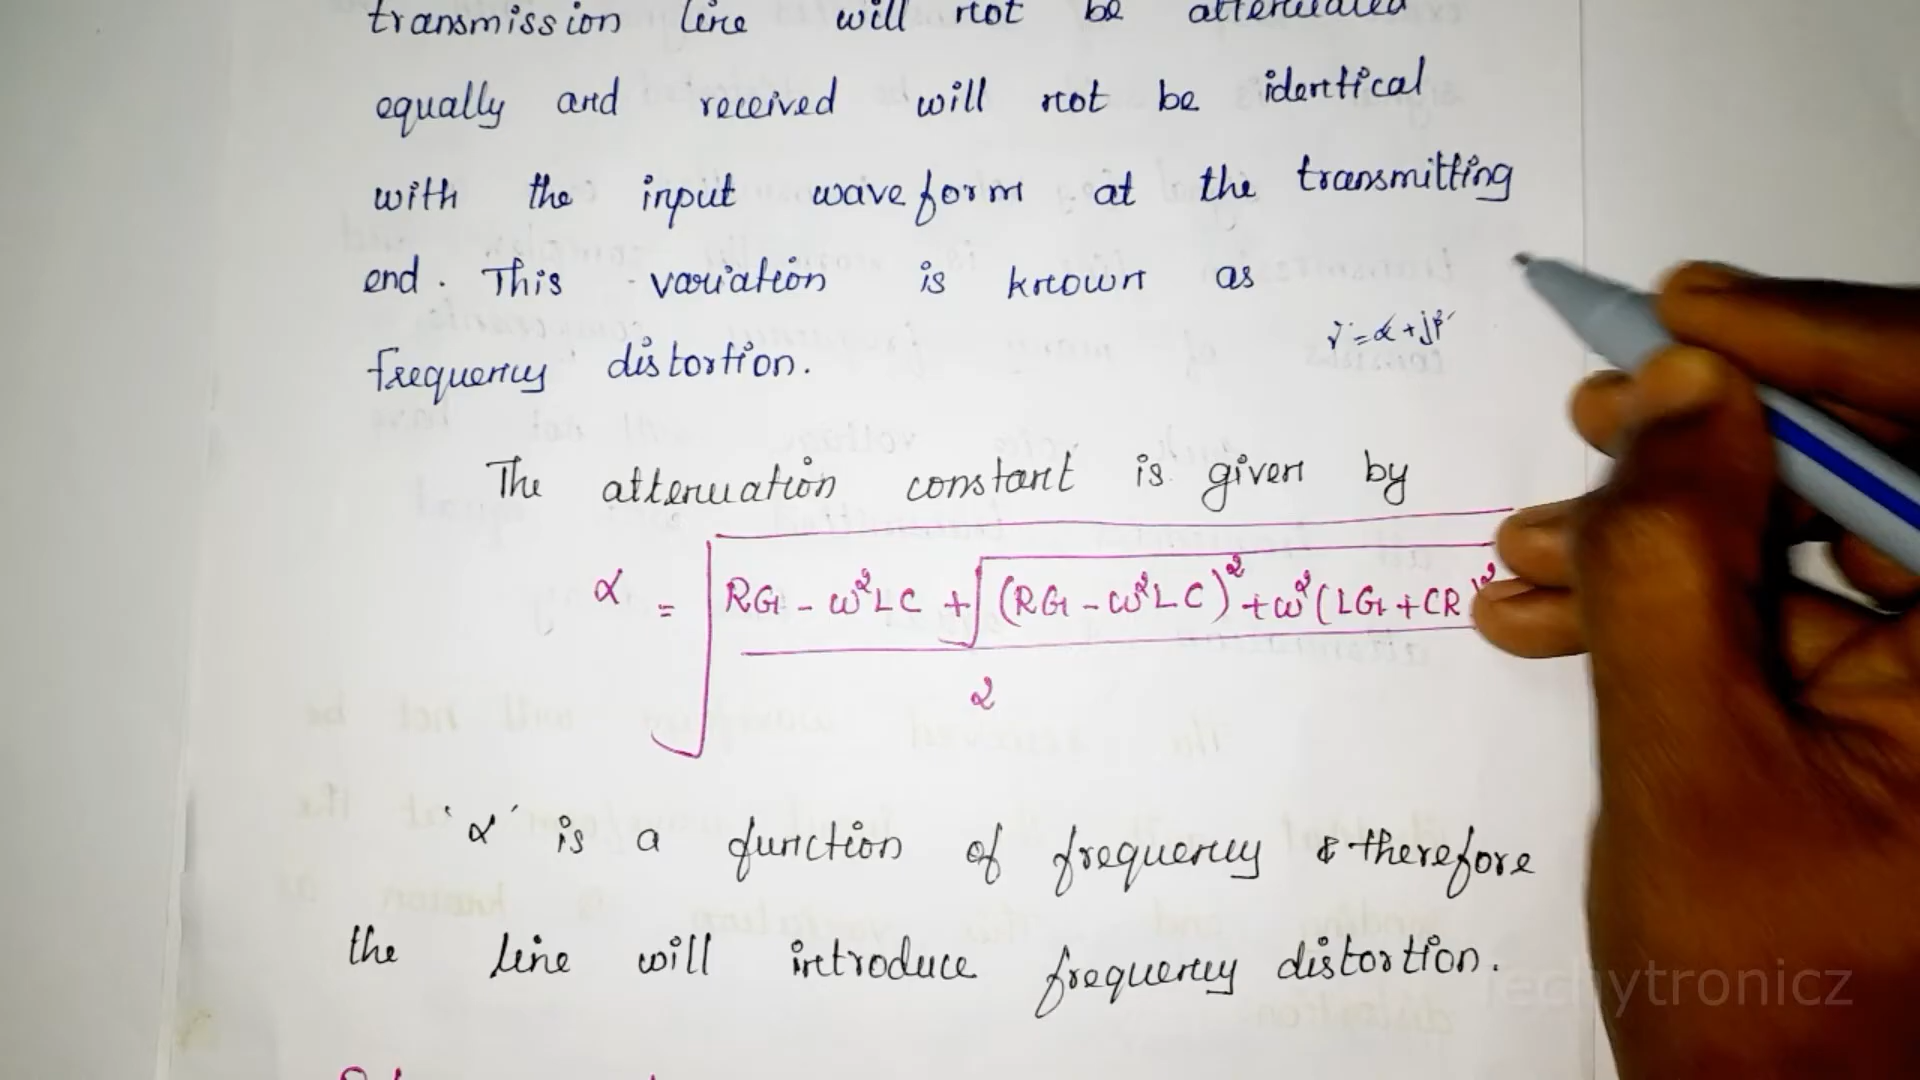 transmission line will not be attenuated
equally and received will not be identical
with the input waveform at the transmitting
end. This variation is known as
frequency distortion.
γ = α + jβ
The attenuation constant is given by
α = √((RG - ω²LC + √((RG - ω²LC)² + ω²(LG + CR)²)) / 2)
'α' is a function of frequency & therefore
the line will introduce frequency distortion.
techytronicz